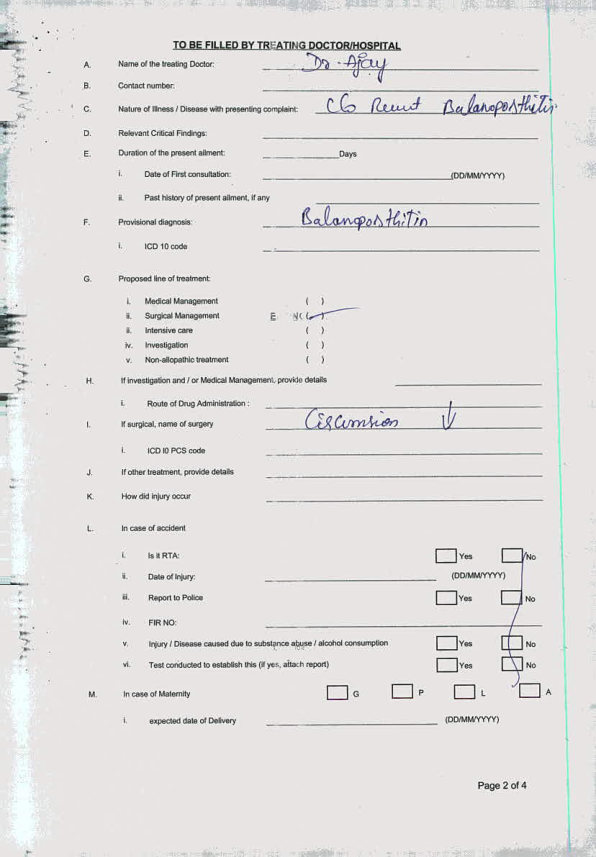 TO BE FILLED BY TREATING DOCTOR/HOSPITAL
A. Name of the treating Doctor: Dr. Ajay
B. Contact number:
C. Nature of Illness / Disease with presenting complaint: C/o Balanoposthitis
D. Relevant Critical Findings:
E. Duration of the present ailment: Days
i. Date of First consultation: (DD/MM/YYYY)
ii. Past history of present ailment, if any
F. Provisional diagnosis: Balanoposthitis
i. ICD 10 code
G. Proposed line of treatment:
i. Medical Management ( )
ii. Surgical Management ( )
ii. Intensive care ( )
iv. Investigation ( )
v. Non-allopathic treatment ( )
H. If investigation and / or Medical Management, provide details
i. Route of Drug Administration :
I. If surgical, name of surgery Circumsion ↓
i. ICD I0 PCS code
J. If other treatment, provide details
K. How did injury occur
L. In case of accident
i. Is it RTA: Yes No
ii. Date of Injury: (DD/MM/YYYY)
iii. Report to Police Yes No
iv. FIR NO:
v. Injury / Disease caused due to substance abuse / alcohol consumption Yes No
vi. Test conducted to establish this (if yes, attach report) Yes No
M. In case of Maternity G P L A
i. expected date of Delivery (DD/MM/YYYY)
Page 2 of 4